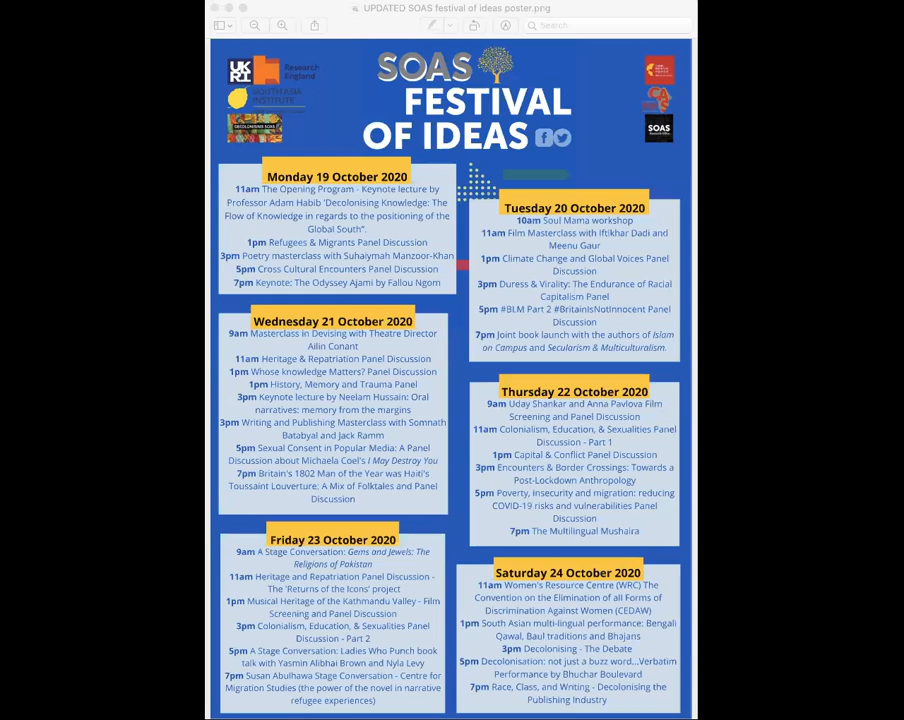 UPDATED SOAS festival of ideas poster.png
Search
UK
RI
Research
England
SOUTH ASIA
INSTITUTE
DECOLONISING SOAS
SOAS
FESTIVAL
OF IDEAS
SOAS
Monday 19 October 2020
11am The Opening Program - Keynote lecture by
Professor Adam Habib 'Decolonising Knowledge: The
Flow of Knowledge in regards to the positioning of the
Global South".
1pm Refugees & Migrants Panel Discussion
3pm Poetry masterclass with Suhaiymah Manzoor-Khan
5pm Cross Cultural Encounters Panel Discussion
7pm Keynote: The Odyssey Ajami by Fallou Ngom
Tuesday 20 October 2020
10am Soul Mama workshop
11am Film Masterclass with Iftikhar Dadi and
Meenu Gaur
1pm Climate Change and Global Voices Panel
Discussion
3pm Duress & Virality: The Endurance of Racial
Capitalism Panel
5pm #BLM Part 2 #BritainIsNotInnocent Panel
Discussion
7pm Joint book launch with the authors of Islam
on Campus and Secularism & Multiculturalism.
Wednesday 21 October 2020
9am Masterclass in Devising with Theatre Director
Ailin Conant
11am Heritage & Repatriation Panel Discussion
1pm Whose knowledge Matters? Panel Discussion
1pm History, Memory and Trauma Panel
3pm Keynote lecture by Neelam Hussain: Oral
narratives: memory from the margins
3pm Writing and Publishing Masterclass with Somnath
Batabyal and Jack Ramm
5pm Sexual Consent in Popular Media: A Panel
Discussion about Michaela Coel's I May Destroy You
7pm Britain's 1802 Man of the Year was Haiti's
Toussaint Louverture: A Mix of Folktales and Panel
Discussion
Thursday 22 October 2020
9am Uday Shankar and Anna Pavlova Film
Screening and Panel Discussion
11am Colonialism, Education, & Sexualities Panel
Discussion - Part 1
1pm Capital & Conflict Panel Discussion
3pm Encounters & Border Crossings: Towards a
Post-Lockdown Anthropology
5pm Poverty, insecurity and migration: reducing
COVID-19 risks and vulnerabilities Panel
Discussion
7pm The Multilingual Mushaira
Friday 23 October 2020
9am A Stage Conversation: Gems and Jewels: The
Religions of Pakistan
11am Heritage and Repatriation Panel Discussion -
The 'Returns of the Icons' project
1pm Musical Heritage of the Kathmandu Valley - Film
Screening and Panel Discussion
3pm Colonialism, Education, & Sexualities Panel
Discussion - Part 2
5pm A Stage Conversation: Ladies Who Punch book
talk with Yasmin Alibhai Brown and Nyla Levy
7pm Susan Abulhawa Stage Conversation - Centre for
Migration Studies (the power of the novel in narrative
refugee experiences)
Saturday 24 October 2020
11am Women's Resource Centre (WRC) The
Convention on the Elimination of all Forms of
Discrimination Against Women (CEDAW)
1pm South Asian multi-lingual performance: Bengali
Qawal, Baul traditions and Bhajans
3pm Decolonising - The Debate
5pm Decolonisation: not just a buzz word...Verbatim
Performance by Bhuchar Boulevard
7pm Race, Class, and Writing - Decolonising the
Publishing Industry